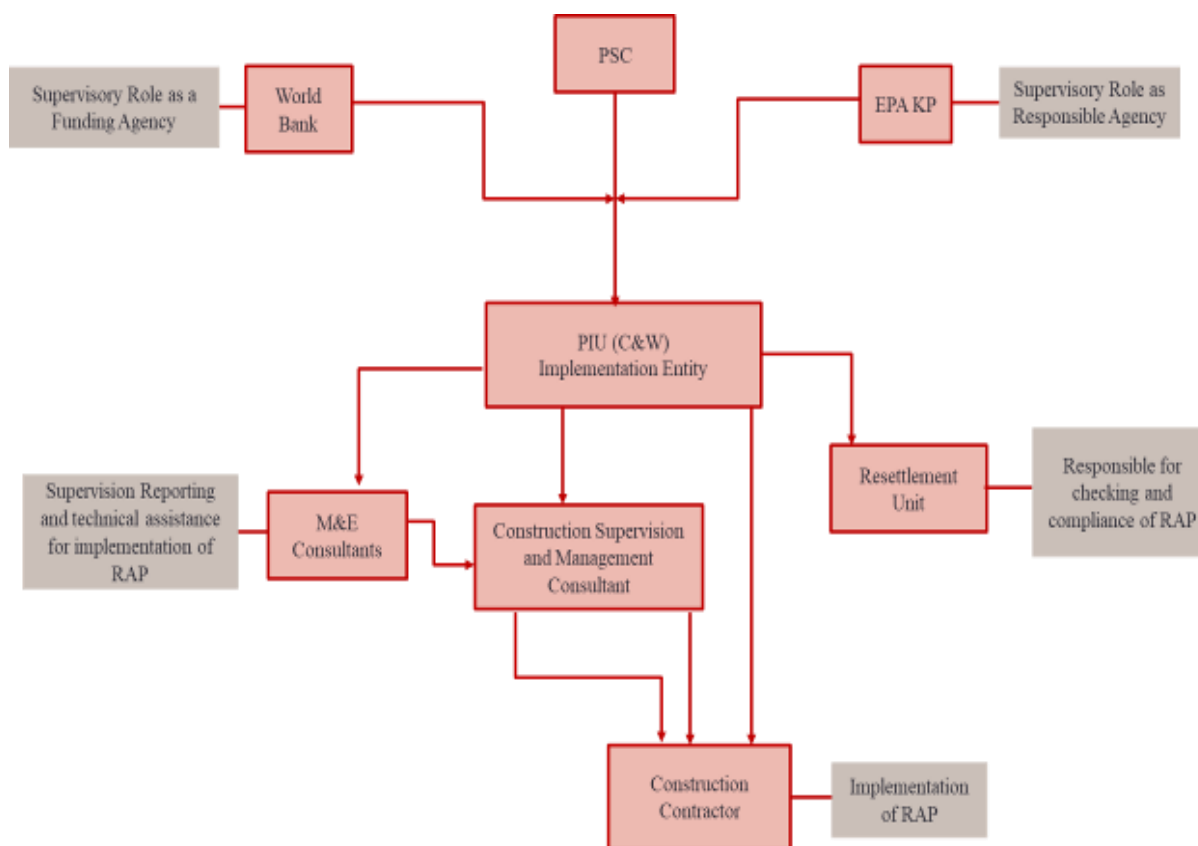 PSC
Supervisory Role as a
Funding Agency
World
Bank
EPA KP
Supervisory Role as
Responsible Agency
PIU (C&W)
Implementation Entity
Supervision Reporting
and technical assistance
for implementation of
RAP
M&E
Consultants
Construction Supervision
and Management
Consultant
Resettlement
Unit
Responsible for
checking and
compliance of RAP
Construction
Contractor
Implementation
of RAP